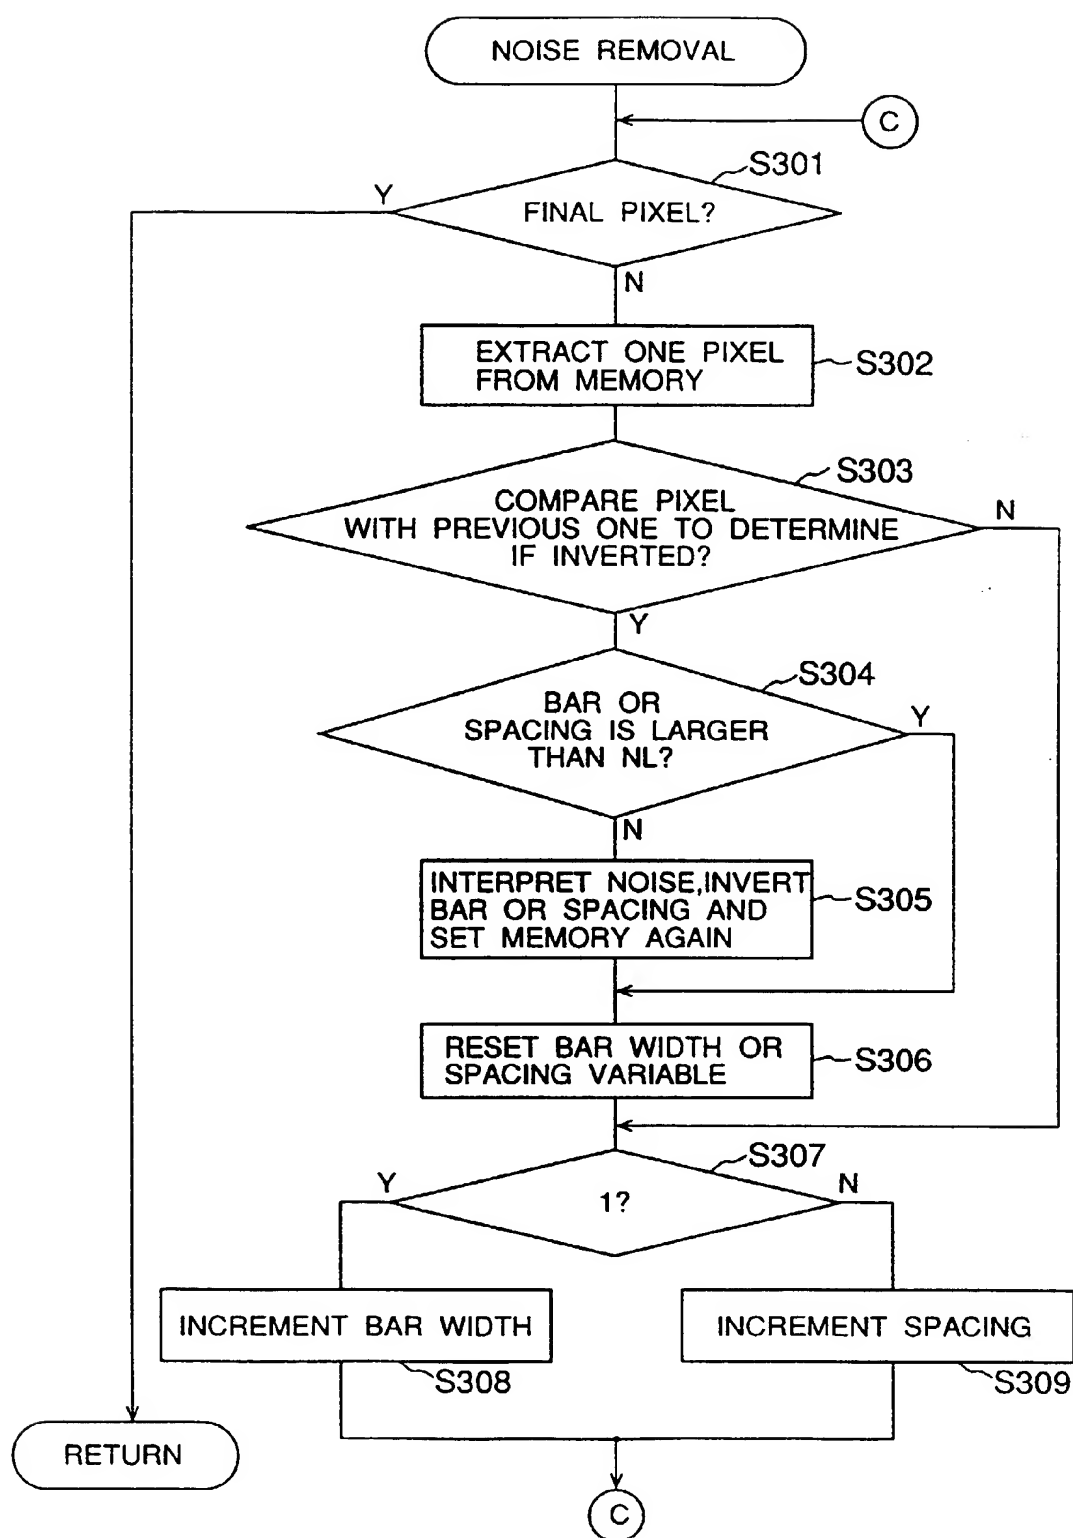 NOISE REMOVAL
C
S301
Y
FINAL PIXEL?
N
EXTRACT ONE PIXEL
FROM MEMORY
S302
S303
COMPARE PIXEL
WITH PREVIOUS ONE TO DETERMINE
IF INVERTED?
N
Y
S304
BAR OR
SPACING IS LARGER
THAN NL?
Y
N
INTERPRET NOISE,INVERT
BAR OR SPACING AND
SET MEMORY AGAIN
S305
RESET BAR WIDTH OR
SPACING VARIABLE
S306
S307
Y
1?
N
INCREMENT BAR WIDTH
S308
INCREMENT SPACING
S309
RETURN
C